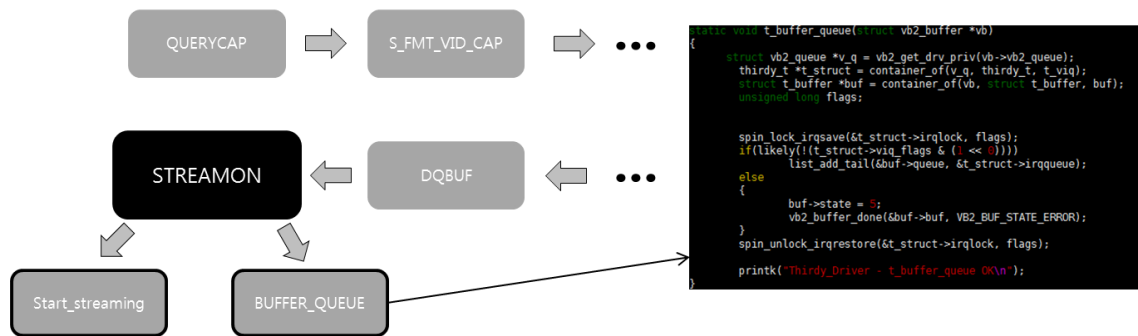 QUERYCAP
S_FMT_VID_CAP
•••
STREAMON
DQBUF
•••
Start_streaming
BUFFER_QUEUE
static void t_buffer_queue(struct vb2_buffer *vb)
{
struct vb2_queue *v_q = vb2_get_drv_priv(vb->vb2_queue);
thirdy_t *t_struct = container_of(v_q, thirdy_t, t_viq);
struct t_buffer *buf = container_of(vb, struct t_buffer, buf);
unsigned long flags;
spin_lock_irqsave(&t_struct->irqlock, flags);
if(likely(!(t_struct->viq_flags & (1 << 0))))
list_add_tail(&buf->queue, &t_struct->irqqueue);
else
{
buf->state = 5;
vb2_buffer_done(&buf->buf, VB2_BUF_STATE_ERROR);
}
spin_unlock_irqrestore(&t_struct->irqlock, flags);
printk("Thirdy_Driver - t_buffer_queue OK\n");
}